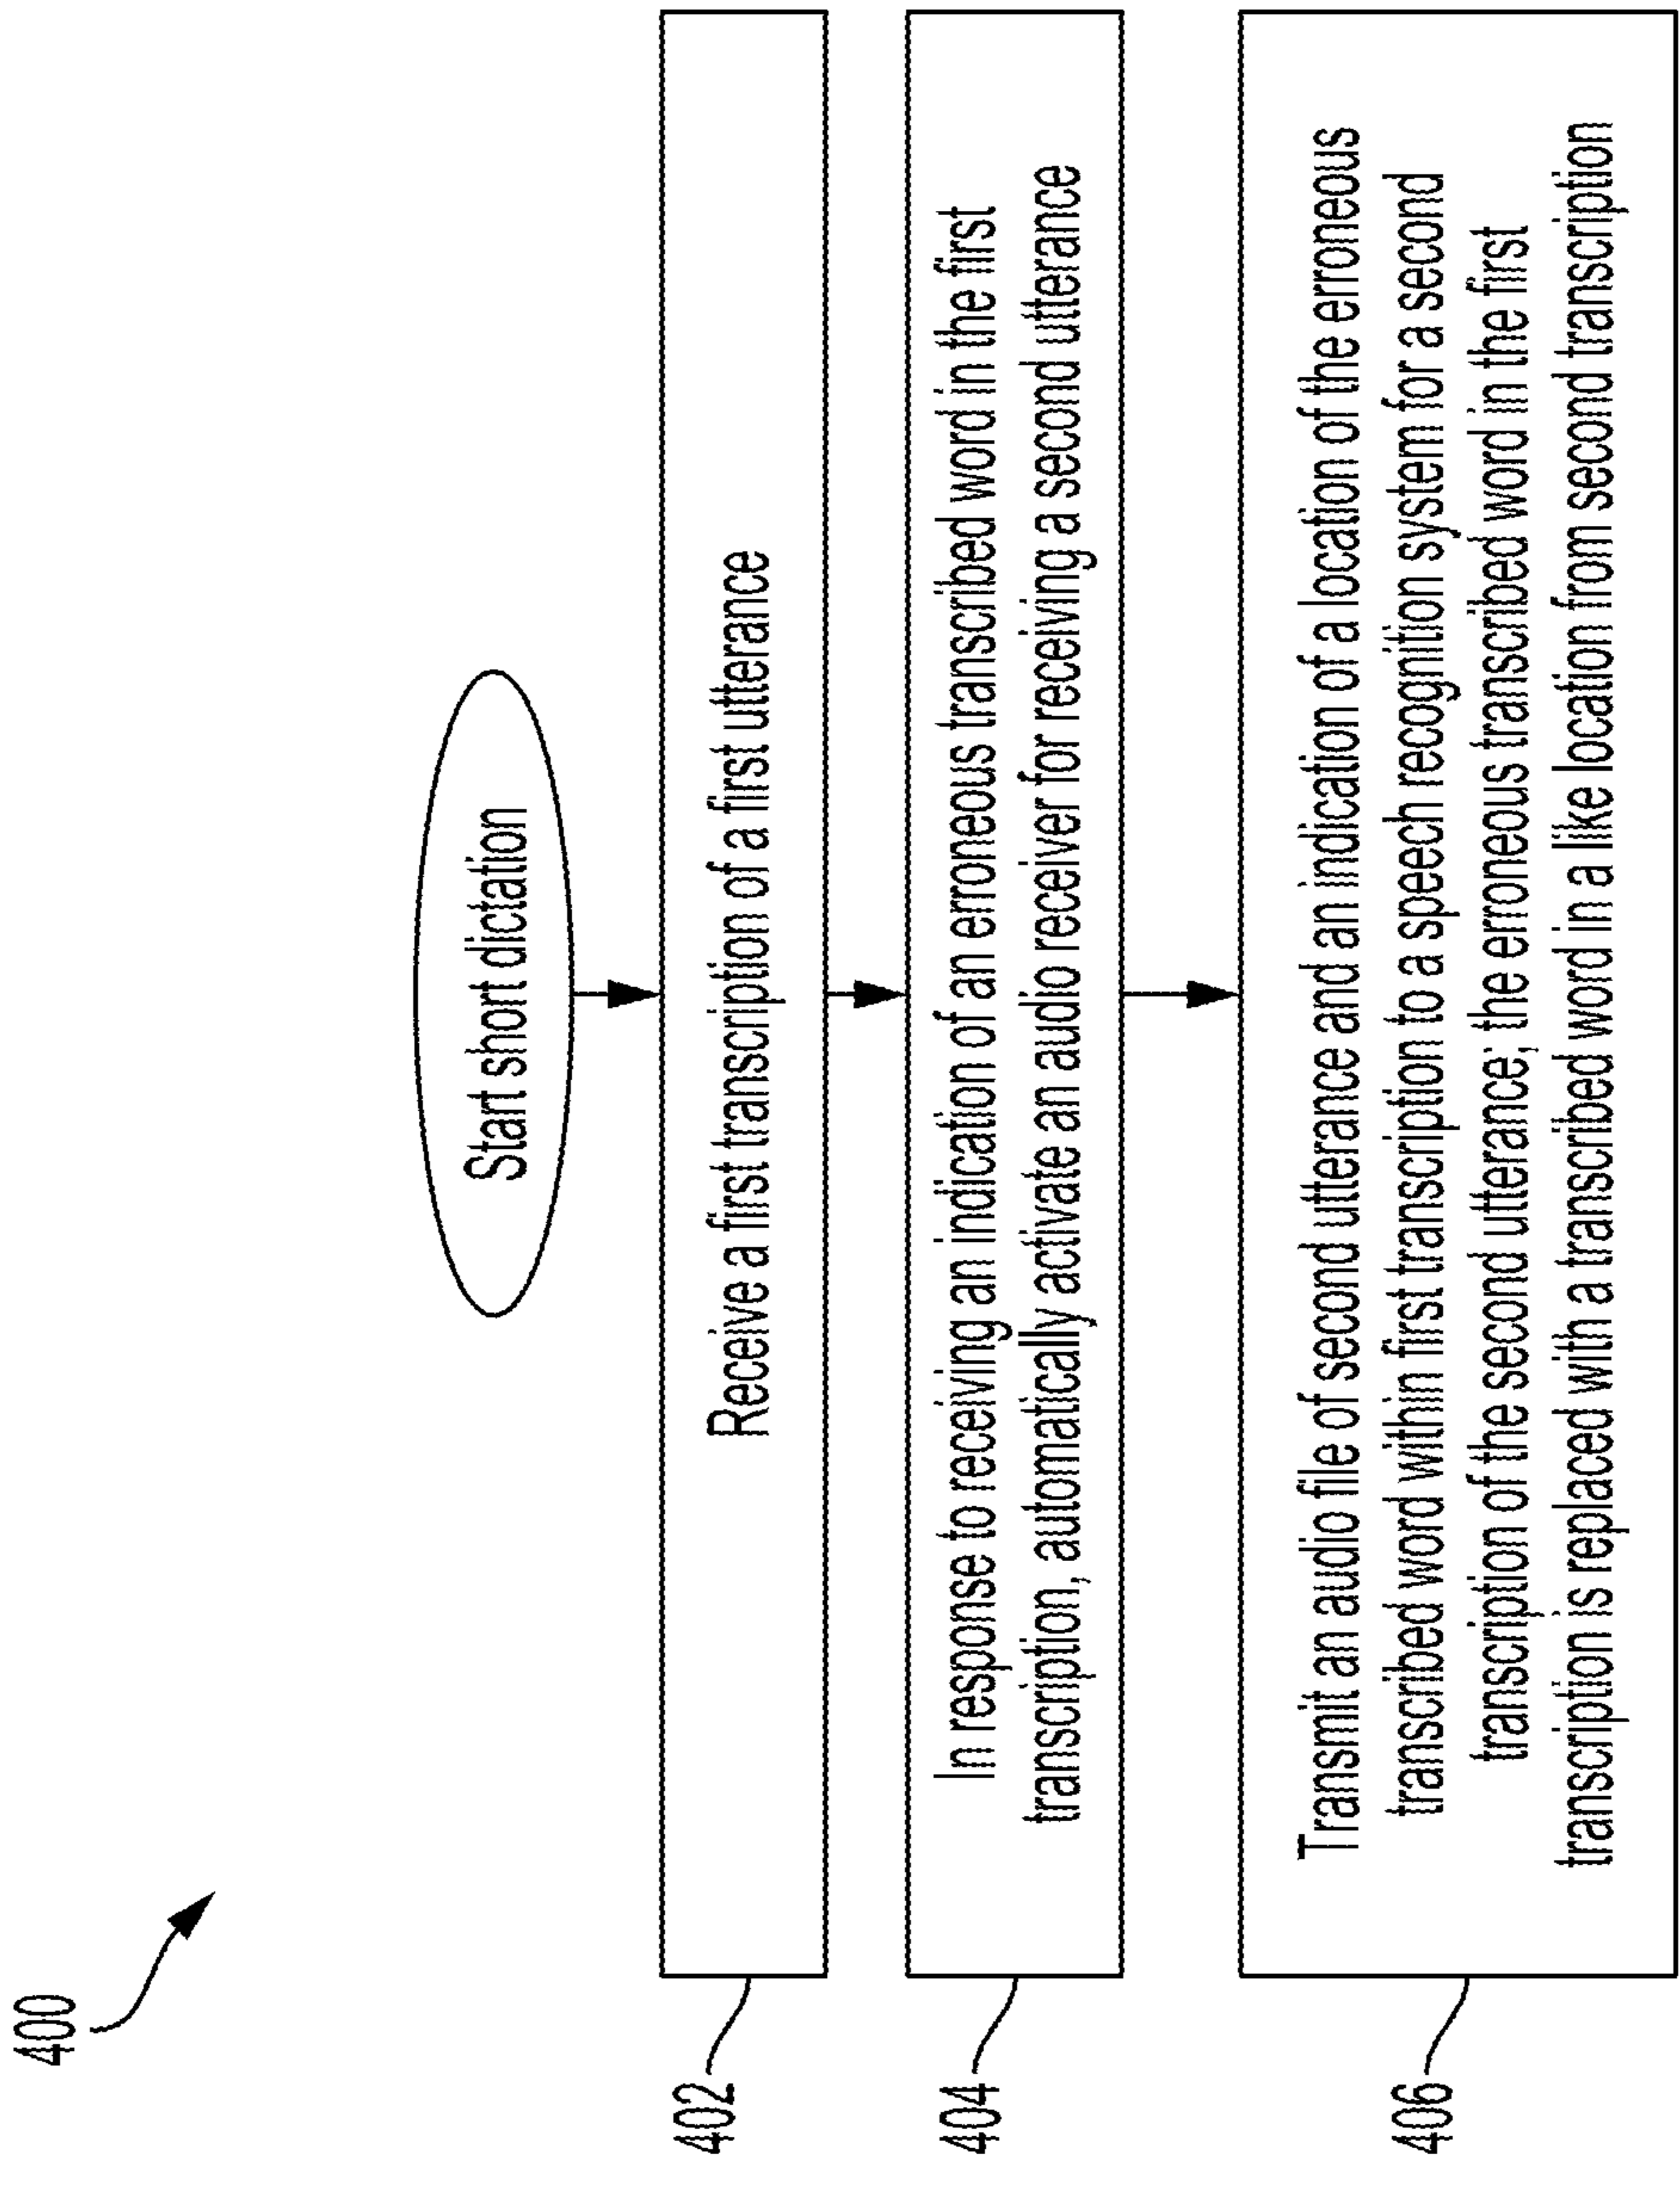 400
Start short dictation
402
Receive a first transcription of a first utterance
404
In response to receiving an indication of an erroneous transcribed word in the first
transcription, automatically activate an audio receiver for receiving a second utterance
406
Transmit an audio file of second utterance and an indication of a location of the erroneous
transcribed word within first transcription to a speech recognition system for a second
transcription of the second utterance; the erroneous transcribed word in the first
transcription is replaced with a transcribed word in a like location from second transcription